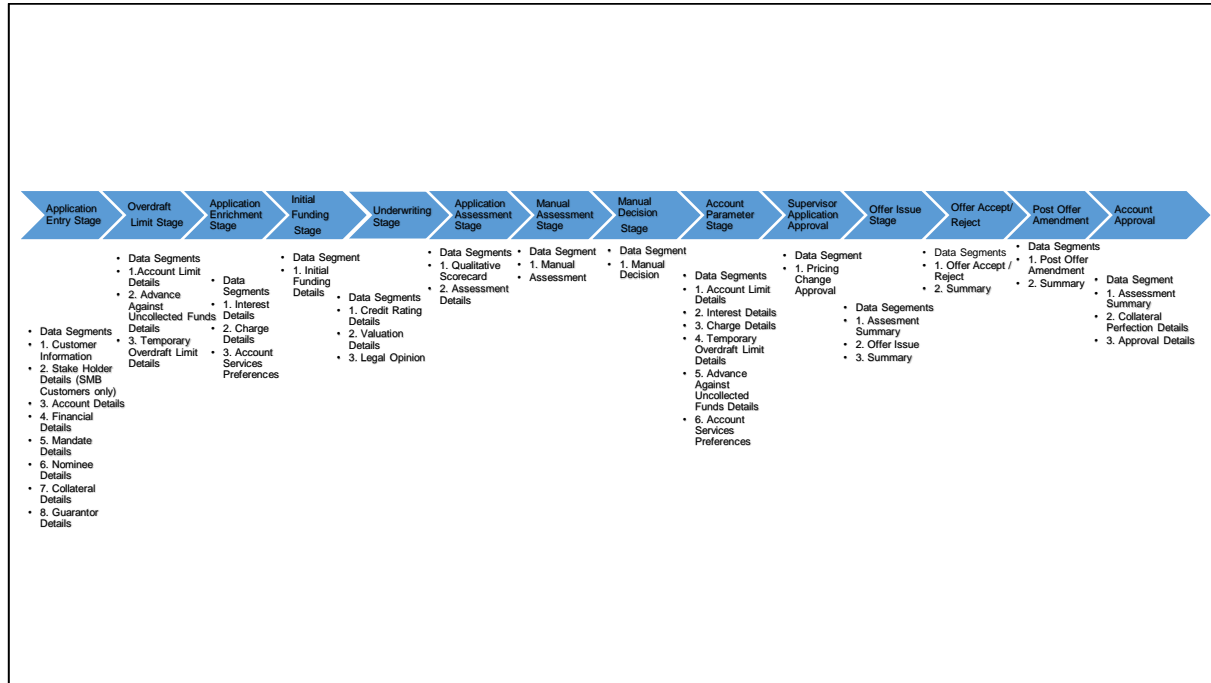 Application
Entry Stage
Overdraft
Limit Stage
Application
Enrichment
Stage
Initial
Funding
Stage
Underwriting
Stage
Application
Assessment
Stage
Manual
Assessment
Stage
Manual
Decision
Stage
Account
Parameter
Stage
Supervisor
Application
Approval
Offer Issue
Stage
Offer Accept/
Reject
Post Offer
Amendment
Account
Approval
• Data Segments
• 1. Customer
Information
• 2. Stake Holder
Details (SMB
Customers only)
• 3. Account Details
• 4. Financial
Details
• 5. Mandate
Details
• 6. Nominee
Details
• 7. Collateral
Details
• 8. Guarantor
Details
• Data Segments
• 1.Account Limit
Details
• 2. Advance
Against
Uncollected Funds
Details
• 3. Temporary
Overdraft Limit
Details
• Data
Segments
• 1. Interest
Details
• 2. Charge
Details
• 3. Account
Services
Preferences
• Data Segment
• 1. Initial
Funding
Details
• Data Segments
• 1. Credit Rating
Details
• 2. Valuation
Details
• 3. Legal Opinion
• Data Segments
• 1. Qualitative
Scorecard
• 2. Assessment
Details
• Data Segment
• 1. Manual
Assessment
• Data Segment
• 1. Manual
Decision
• Data Segments
• 1. Account Limit
Details
• 2. Interest Details
• 3. Charge Details
• 4. Temporary
Overdraft Limit
Details
• 5. Advance
Against
Uncollected
Funds Details
• 6. Account
Services
Preferences
• Data Segment
• 1. Pricing
Change
Approval
• Data Segements
• 1. Assesment
Summary
• 2. Offer Issue
• 3. Summary
• Data Segments
• 1. Offer Accept /
Reject
• 2. Summary
• Data Segments
• 1. Post Offer
Amendment
• 2. Summary
• Data Segment
• 1. Assessment
Summary
• 2. Collateral
Perfection Details
• 3. Approval Details